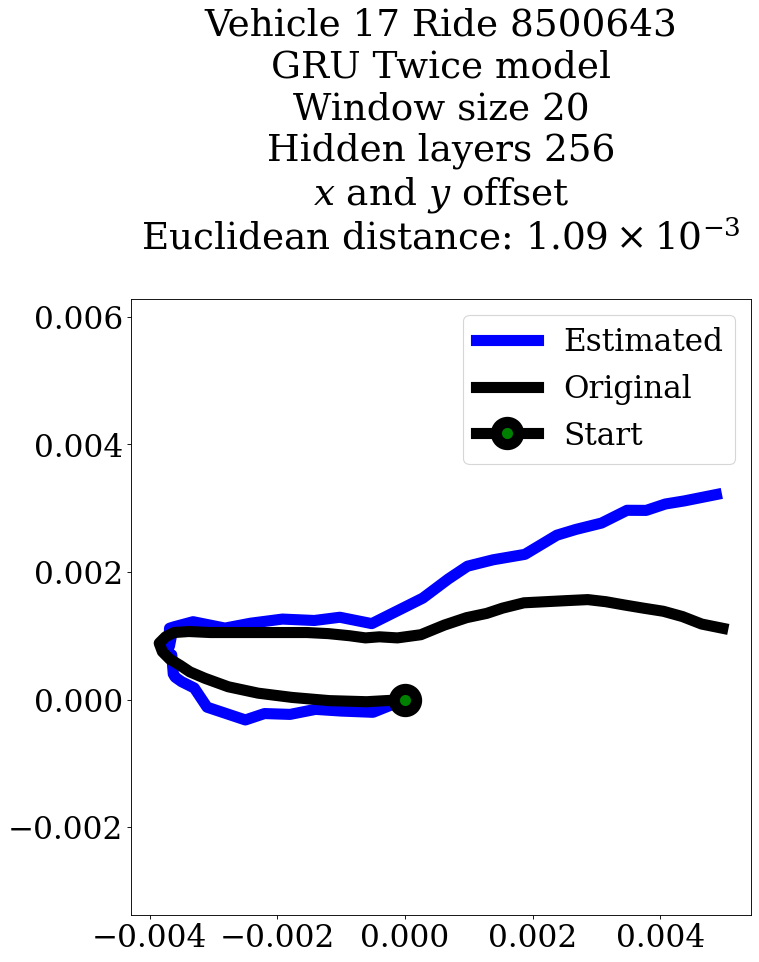 Vehicle 17 Ride 8500643
GRU Twice model
Window size 20
Hidden layers 256
x and y offset
Euclidean distance: 1.09 × 10⁻³
Estimated
Original
Start
0.006
0.004
0.002
0.000
−0.002
−0.004 −0.002 0.000 0.002 0.004